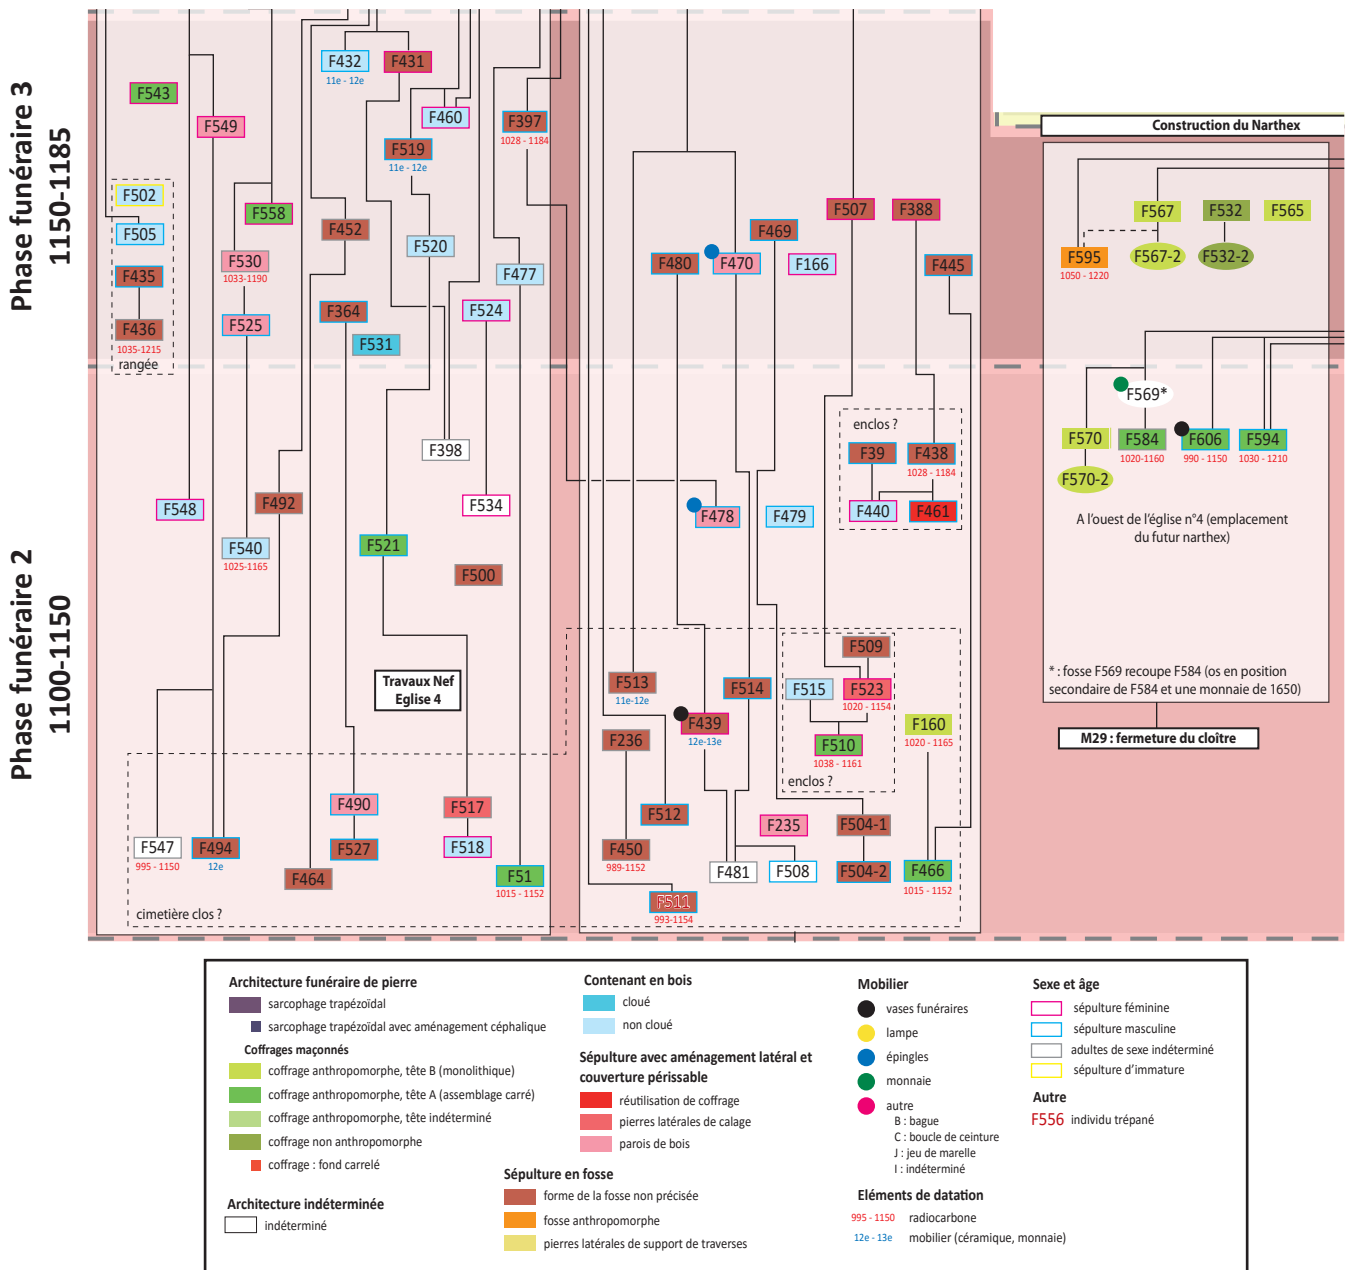 Phase funéraire 3
1150-1185
Phase funéraire 2
1100-1150
F432
11e - 12e
F431
F543
F549
F460
F397
1028 - 1184
F519
11e - 12e
F502
F505
F435
F436
1035-1215
rangée
F558
F452
F530
1033-1190
F520
F477
F525
F364
F531
F524
F507
F388
F469
F480
F470
F166
F445
Construction du Narthex
F567
F532
F565
F595
1050 - 1220
F567-2
F532-2
F569*
F570
F584
1020-1160
F606
990 - 1150
F594
1030 - 1210
F570-2
A l'ouest de l'église n°4 (emplacement
du futur narthex)
* : fosse F569 recoupe F584 (os en position
secondaire de F584 et une monnaie de 1650)
M29 : fermeture du cloître
enclos ?
F39
F438
1028 - 1184
F440
F461
F398
F492
F534
F548
F540
1025-1165
F521
F500
F478
F479
Travaux Nef
Eglise 4
F509
F513
11e-12e
F514
F515
F523
1020 - 1154
F439
12e-13e
F236
F510
1038 - 1161
enclos ?
F160
1020 - 1165
F490
F517
F512
F235
F504-1
F547
995 - 1150
F494
12e
F527
F518
F450
989-1152
F464
F51
1015 - 1152
F481
F508
F504-2
F466
1015 - 1152
F511
993-1154
cimetière clos ?
Architecture funéraire de pierre
sarcophage trapézoïdal
sarcophage trapézoïdal avec aménagement céphalique
Coffrages maçonnés
coffrage anthropomorphe, tête B (monolithique)
coffrage anthropomorphe, tête A (assemblage carré)
coffrage anthropomorphe, tête indéterminé
coffrage non anthropomorphe
coffrage : fond carrelé
Architecture indéterminée
indéterminé
Contenant en bois
cloué
non cloué
Sépulture avec aménagement latéral et
couverture périssable
réutilisation de coffrage
pierres latérales de calage
parois de bois
Sépulture en fosse
forme de la fosse non précisée
fosse anthropomorphe
pierres latérales de support de traverses
Mobilier
vases funéraires
lampe
épingles
monnaie
autre
B : bague
C : boucle de ceinture
J : jeu de marelle
I : indéterminé
Eléments de datation
995 - 1150 radiocarbone
12e - 13e mobilier (céramique, monnaie)
Sexe et âge
sépulture féminine
sépulture masculine
adultes de sexe indéterminé
sépulture d'immature
Autre
F556 individu trépané